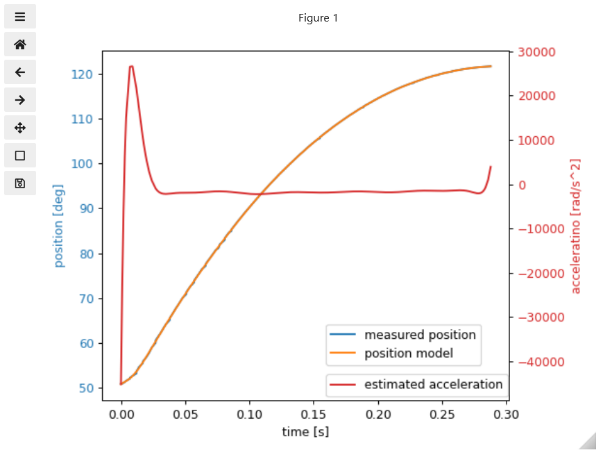 Figure 1
120
110
100
90
80
70
60
50
position [deg]
30000
20000
10000
0
−10000
−20000
−30000
−40000
acceleratino [rad/s^2]
measured position
position model
estimated acceleration
0.00 0.05 0.10 0.15 0.20 0.25 0.30
time [s]